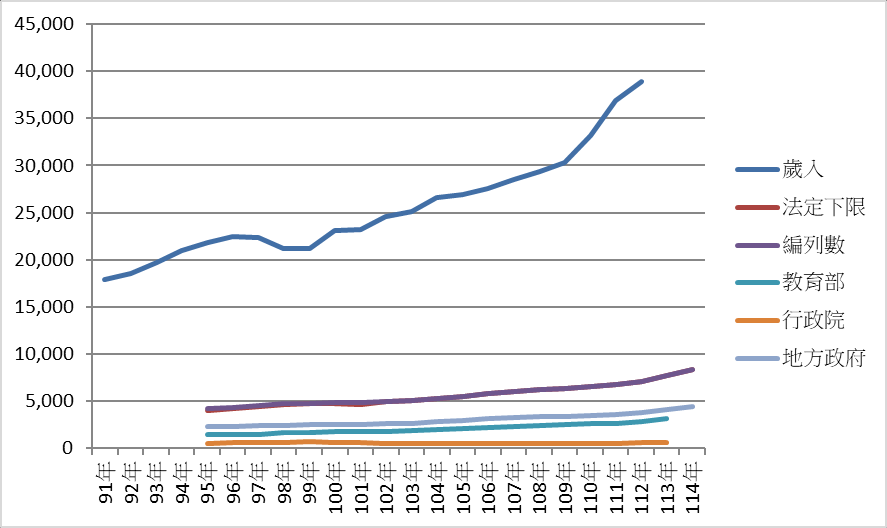 45,000
40,000
35,000
30,000
25,000
20,000
15,000
10,000
5,000
0
91年
92年
93年
94年
95年
96年
97年
98年
99年
100年
101年
102年
103年
104年
105年
106年
107年
108年
109年
110年
111年
112年
113年
114年
歲入
法定下限
編列數
教育部
行政院
地方政府